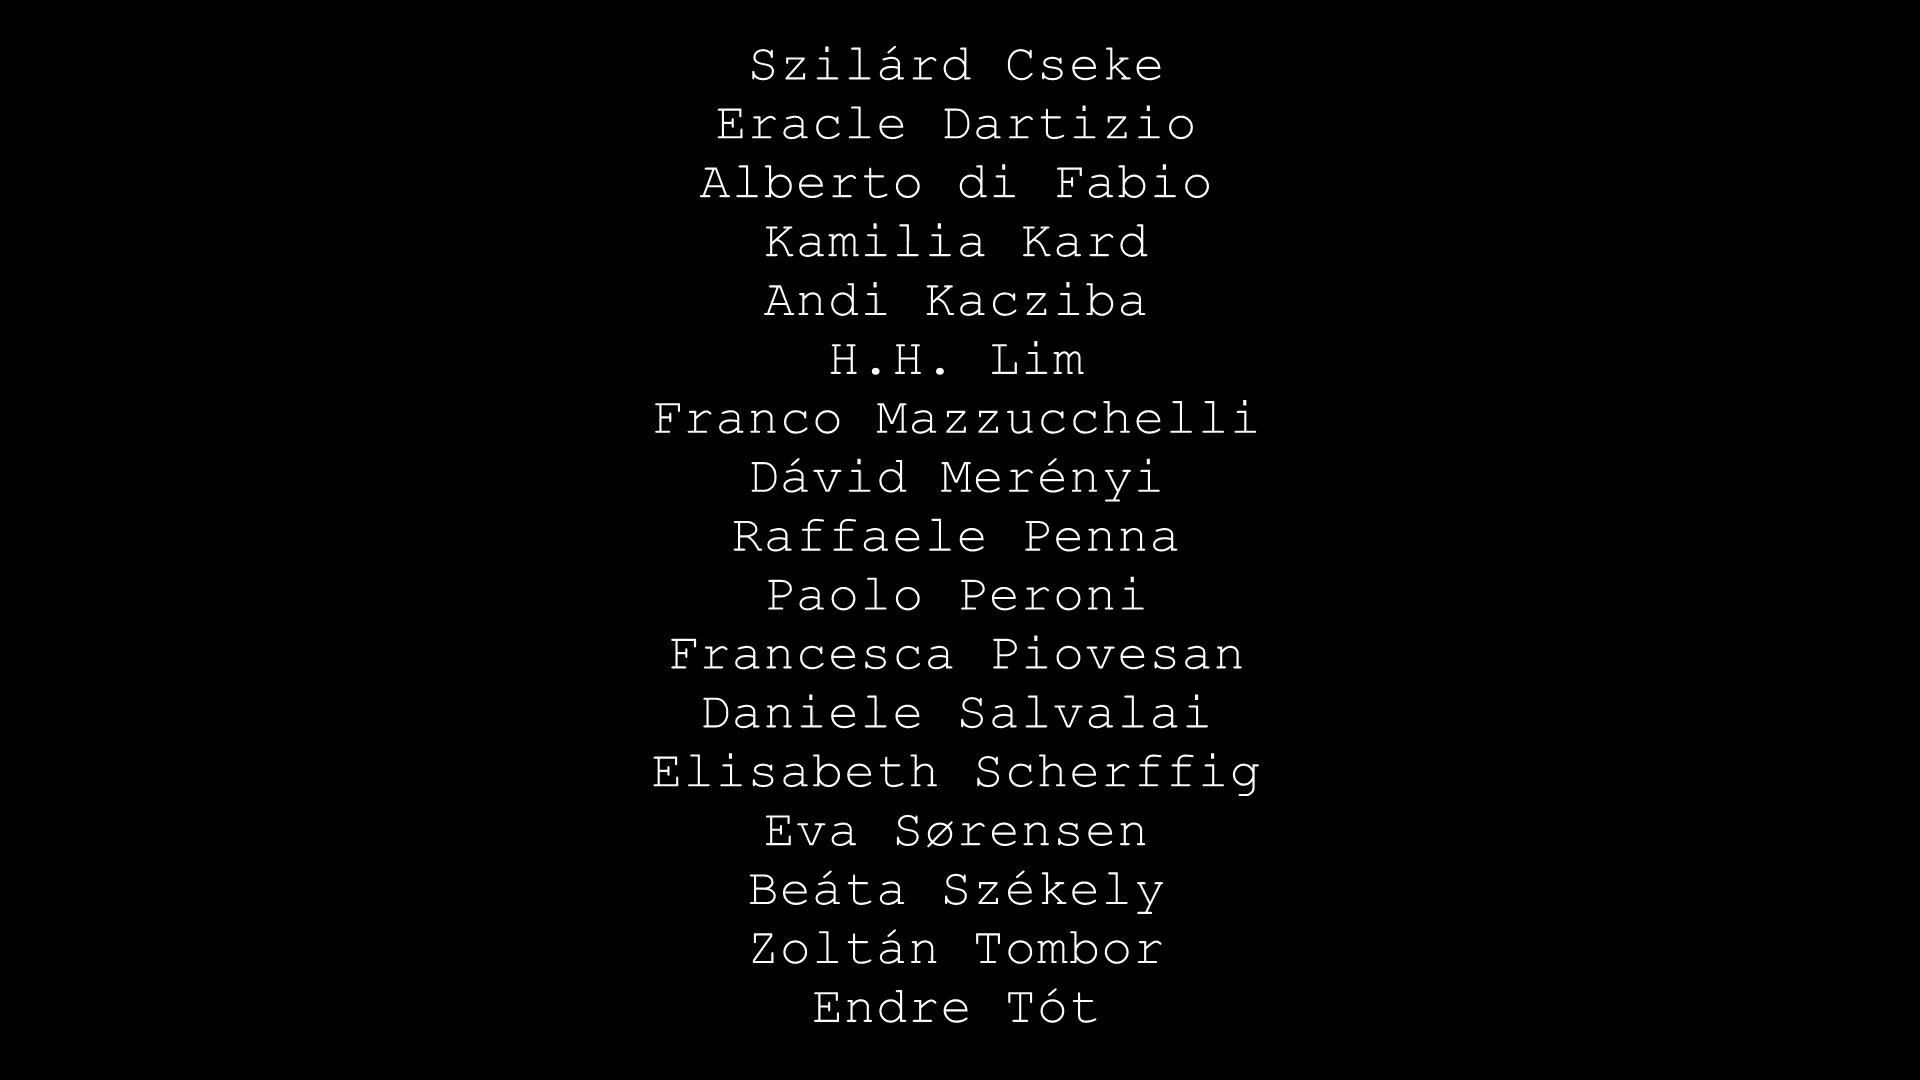 Szilárd Cseke
Eracle Dartizio
Alberto di Fabio
Kamilia Kard
Andi Kacziba
H.H. Lim
Franco Mazzucchelli
Dávid Merényi
Raffaele Penna
Paolo Peroni
Francesca Piovesan
Daniele Salvalai
Elisabeth Scherffig
Eva Sørensen
Beáta Székely
Zoltán Tombor
Endre Tót